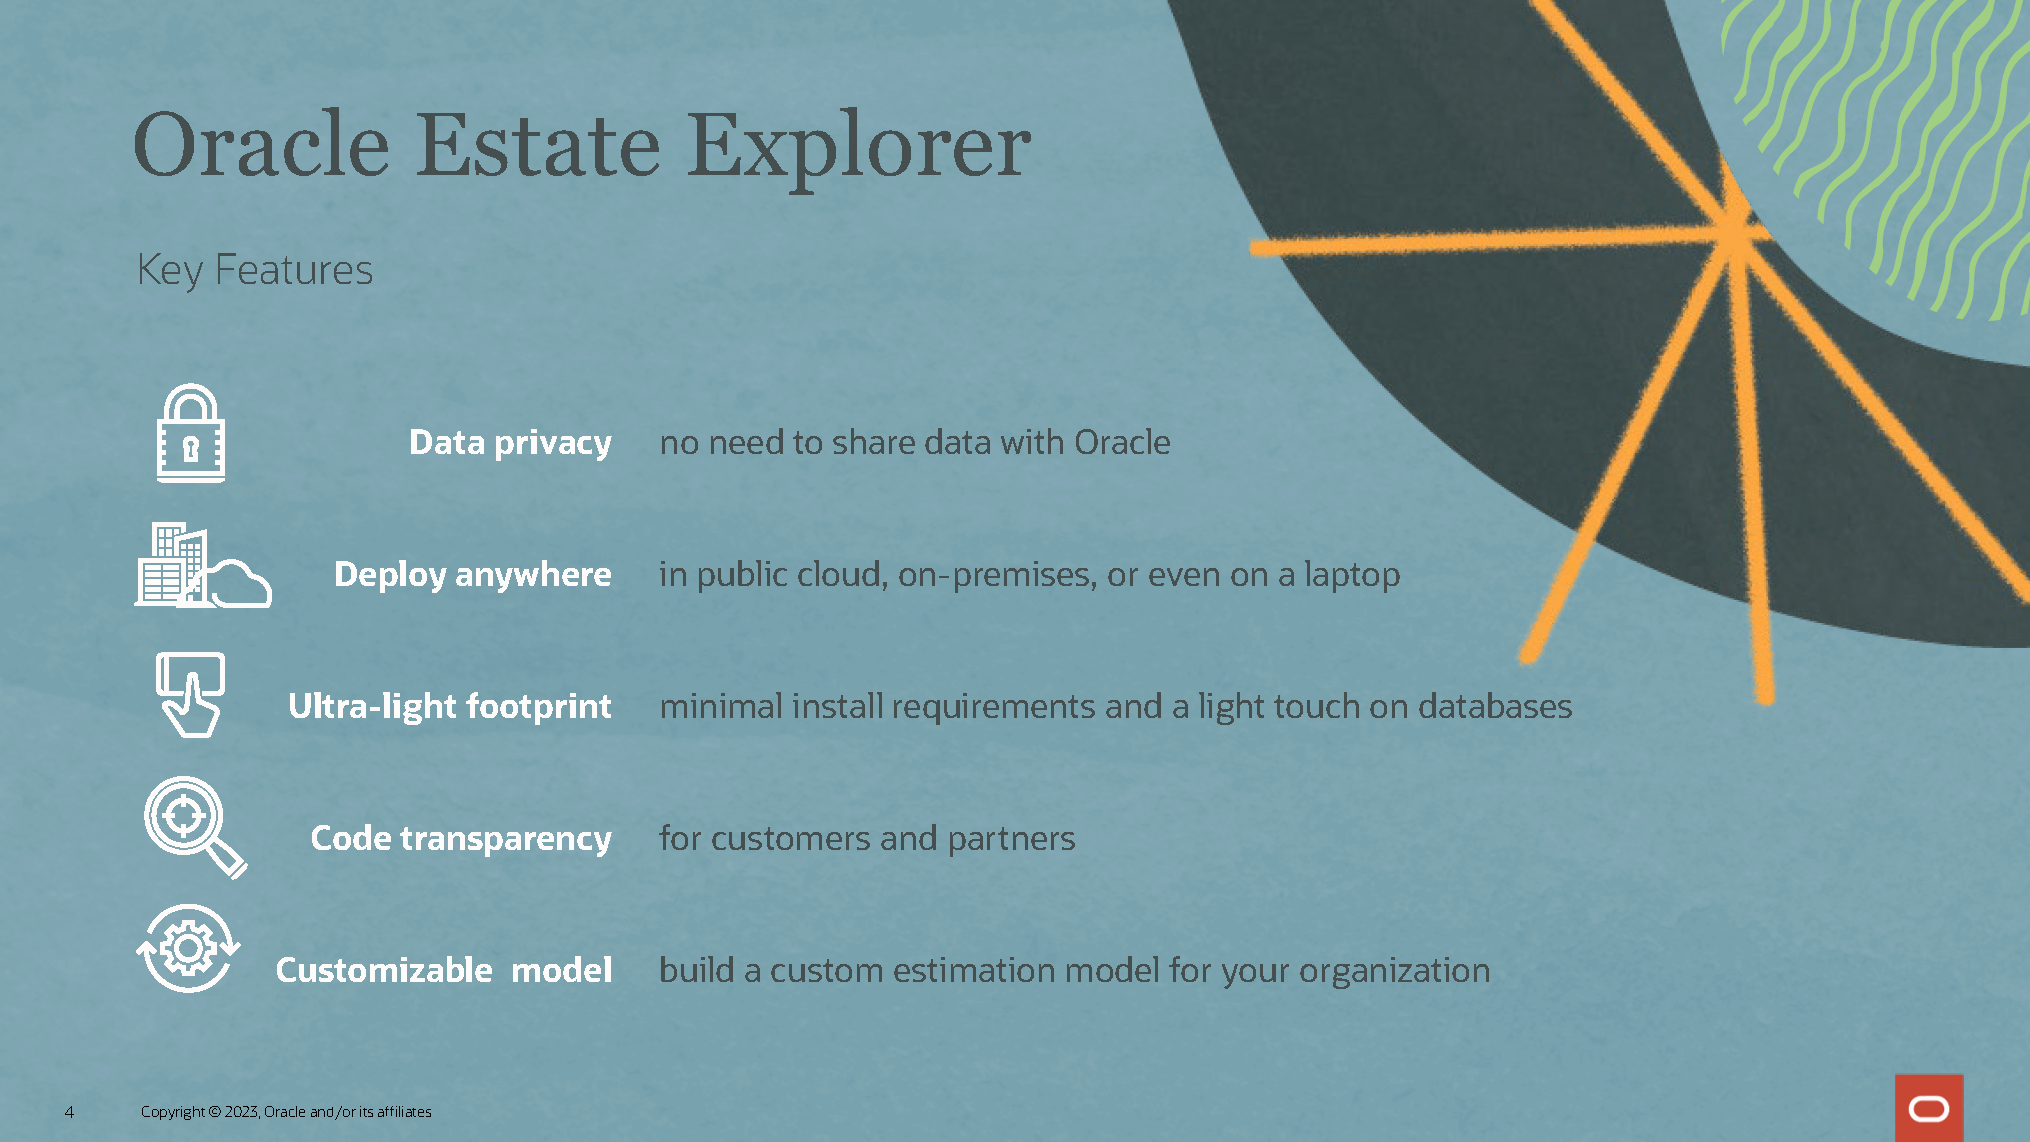 Oracle Estate Explorer
Key Features
Data privacy no need to share data with Oracle
Deploy anywhere in public cloud, on-premises, or even on a laptop
Ultra-light footprint minimal install requirements and a light touch on databases
Code transparency for customers and partners
Customizable model build a custom estimation model for your organization
4 Copyright © 2023, Oracle and/or its affiliates